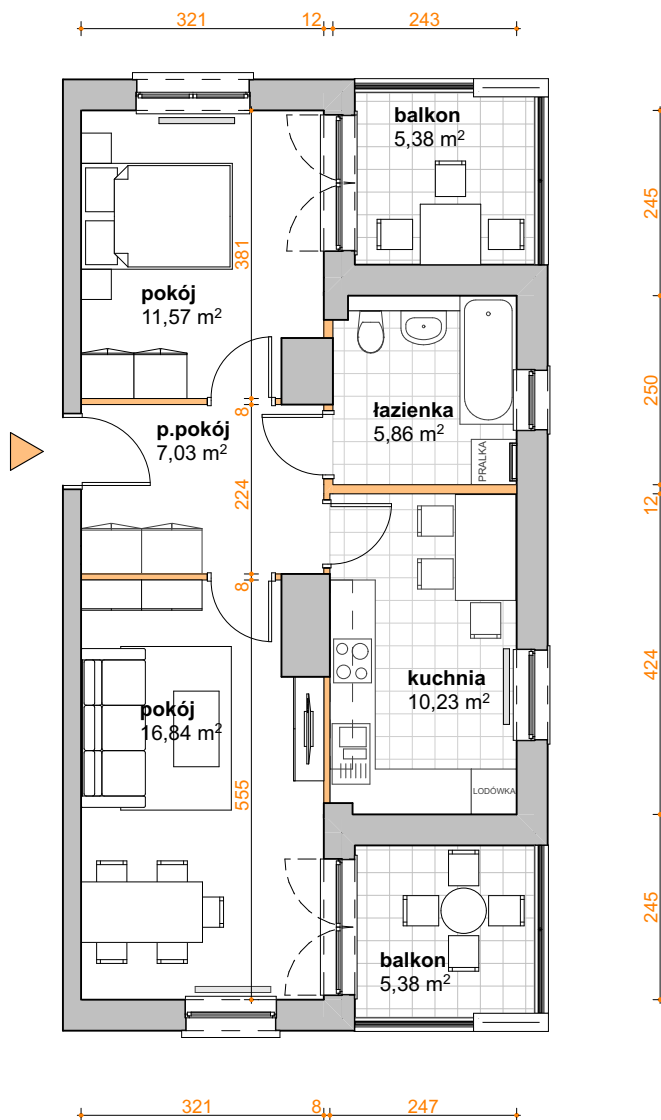 321
12
243
balkon
5,38 m²
245
381
pokój
11,57 m²
łazienka
5,86 m²
250
8
p.pokój
7,03 m²
PRALKA
224
12
8
kuchnia
10,23 m²
424
pokój
16,84 m²
LODÓWKA
555
245
balkon
5,38 m²
321
8
247